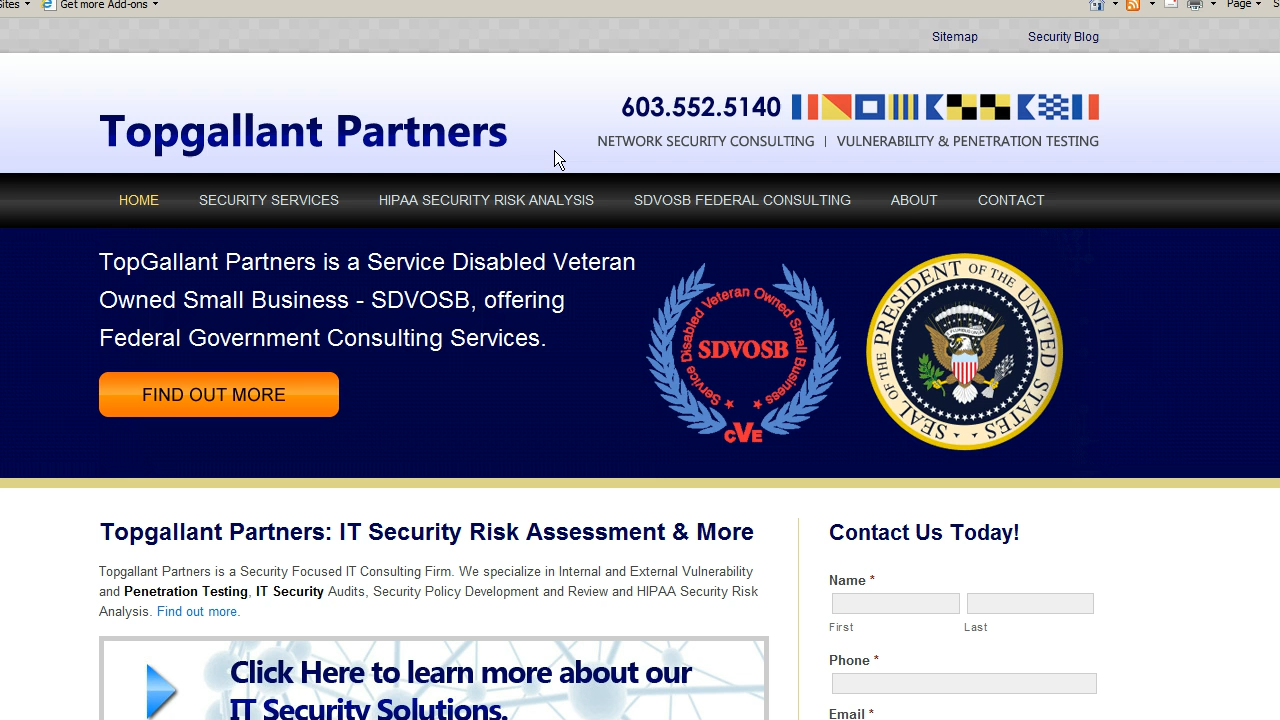 Sites
Get more Add-ons
Page
S
Sitemap
Security Blog
603.552.5140
Topgallant Partners
NETWORK SECURITY CONSULTING | VULNERABILITY & PENETRATION TESTING
HOME
SECURITY SERVICES
HIPAA SECURITY RISK ANALYSIS
SDVOSB FEDERAL CONSULTING
ABOUT
CONTACT
TopGallant Partners is a Service Disabled Veteran
Owned Small Business - SDVOSB, offering
Federal Government Consulting Services.
FIND OUT MORE
Service Disabled Veteran Owned Small Business
SDVOSB
CVE
SEAL OF THE PRESIDENT OF THE UNITED STATES
Topgallant Partners: IT Security Risk Assessment & More
Topgallant Partners is a Security Focused IT Consulting Firm. We specialize in Internal and External Vulnerability
and Penetration Testing, IT Security Audits, Security Policy Development and Review and HIPAA Security Risk
Analysis. Find out more.
Click Here to learn more about our
IT Security Solutions.
Contact Us Today!
Name *
First
Last
Phone *
Email *